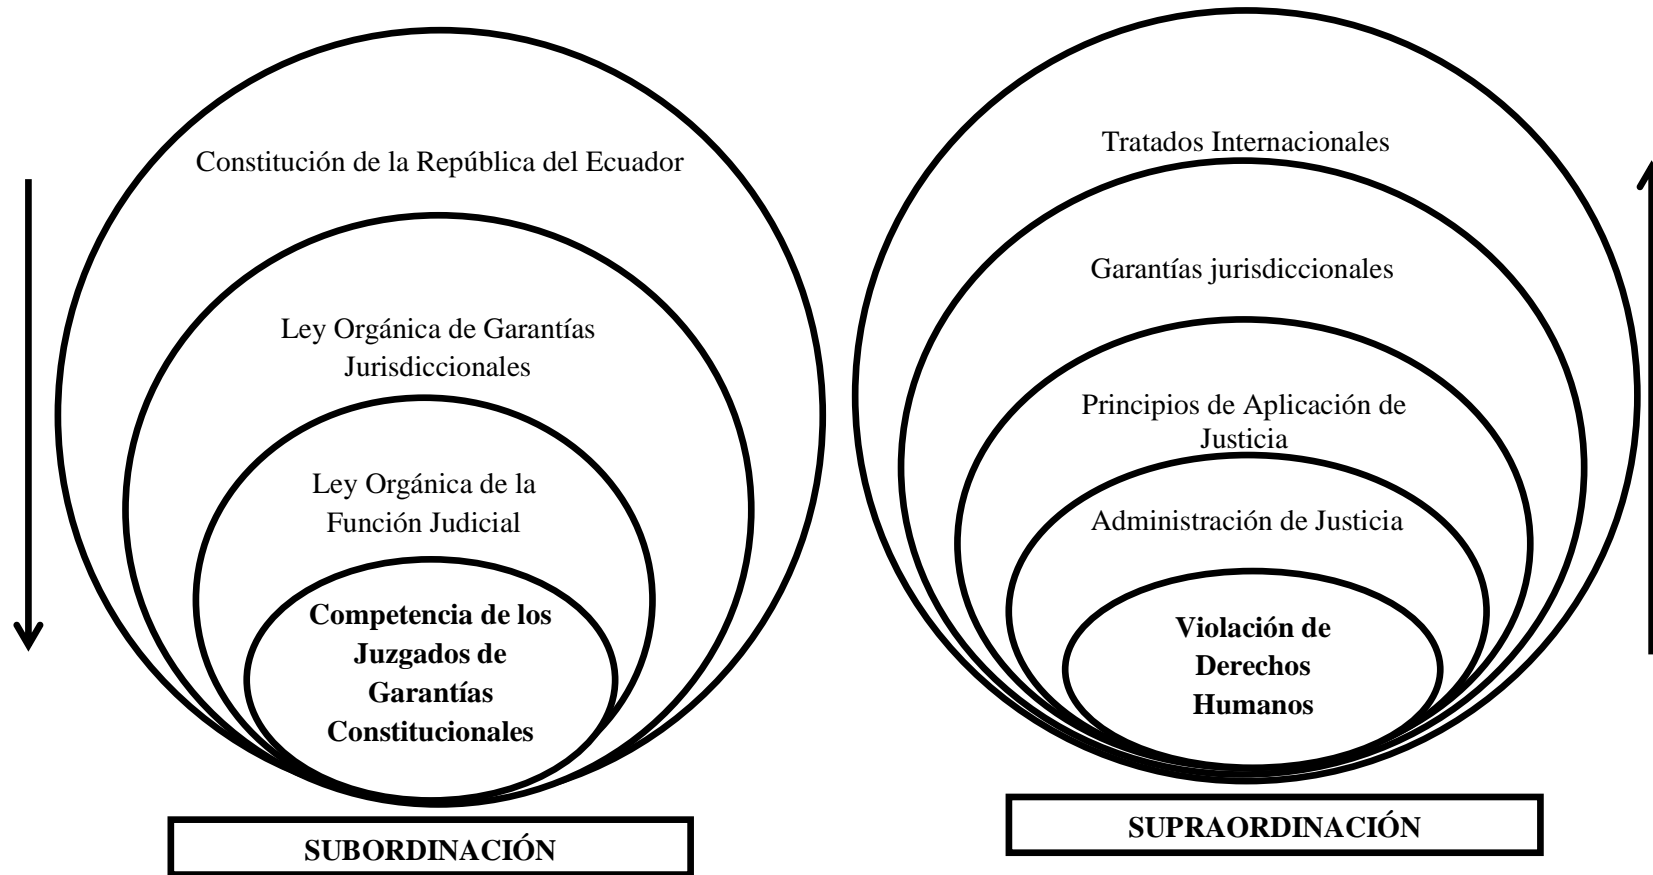 Constitución de la República del Ecuador
Ley Orgánica de Garantías
Jurisdiccionales
Ley Orgánica de la
Función Judicial
Competencia de los
Juzgados de
Garantías
Constitucionales
SUBORDINACIÓN
Tratados Internacionales
Garantías jurisdiccionales
Principios de Aplicación de
Justicia
Administración de Justicia
Violación de
Derechos
Humanos
SUPRAORDINACIÓN